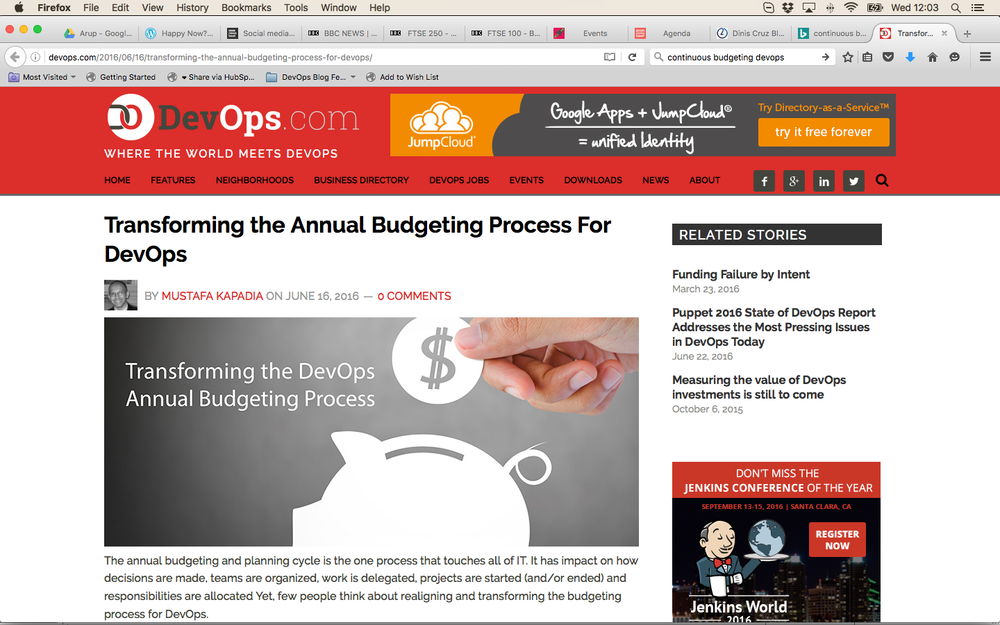 Firefox File Edit View History Bookmarks Tools Window Help Wed 12:03
Arup - Googl... Happy Now?... Social media... BBC BBC NEWS | ... BBC FTSE 250 - ... BBC FTSE 100 - B... Events Agenda Dinis Cruz Bl... continuous b... Transfor...
devops.com/2016/06/16/transforming-the-annual-budgeting-process-for-devops/ continuous budgeting devops
Most Visited Getting Started ♥ Share via HubSp... DevOps Blog Fe... Add to Wish List
DevOps.com
WHERE THE WORLD MEETS DEVOPS
JumpCloud®
Google Apps + JumpCloud®
= unified Identity
Try Directory-as-a-Service™
try it free forever
HOME FEATURES NEIGHBORHOODS BUSINESS DIRECTORY DEVOPS JOBS EVENTS DOWNLOADS NEWS ABOUT
Transforming the Annual Budgeting Process For
DevOps
BY MUSTAFA KAPADIA ON JUNE 16, 2016 — 0 COMMENTS
$
Transforming the DevOps
Annual Budgeting Process
The annual budgeting and planning cycle is the one process that touches all of IT. It has impact on how
decisions are made, teams are organized, work is delegated, projects are started (and/or ended) and
responsibilities are allocated Yet, few people think about realigning and transforming the budgeting
process for DevOps.
RELATED STORIES
Funding Failure by Intent
March 23, 2016
Puppet 2016 State of DevOps Report
Addresses the Most Pressing Issues
in DevOps Today
June 22, 2016
Measuring the value of DevOps
investments is still to come
October 6, 2015
DON'T MISS THE
JENKINS CONFERENCE OF THE YEAR
SEPTEMBER 13-15, 2016 | SANTA CLARA, CA
REGISTER
NOW
Jenkins World
2016